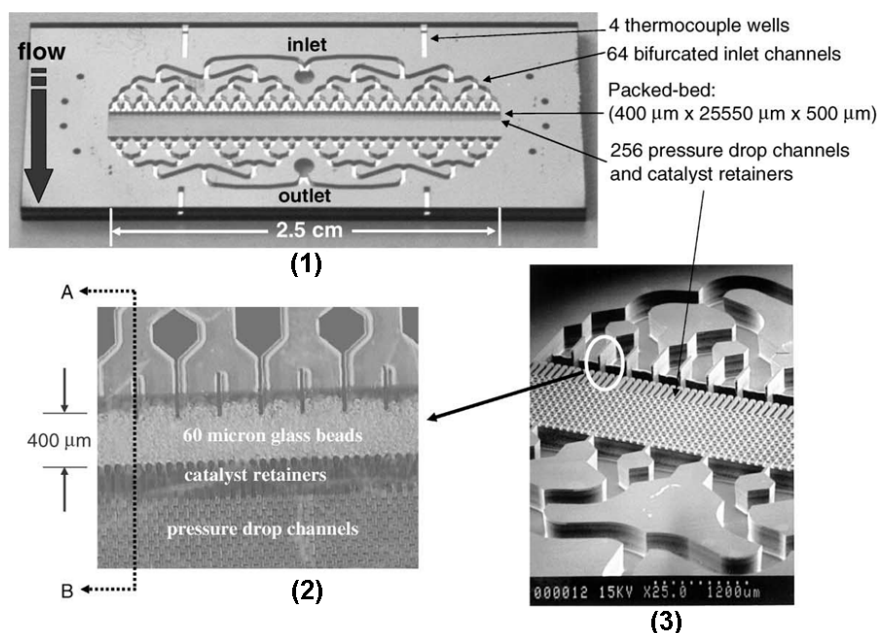 flow
inlet
outlet
2.5 cm
(1)
4 thermocouple wells
64 bifurcated inlet channels
Packed-bed:
(400 µm x 25550 µm x 500 µm)
256 pressure drop channels
and catalyst retainers
A
400 µm
B
60 micron glass beads
catalyst retainers
pressure drop channels
(2)
000012 15KV X25.0 1200um
(3)